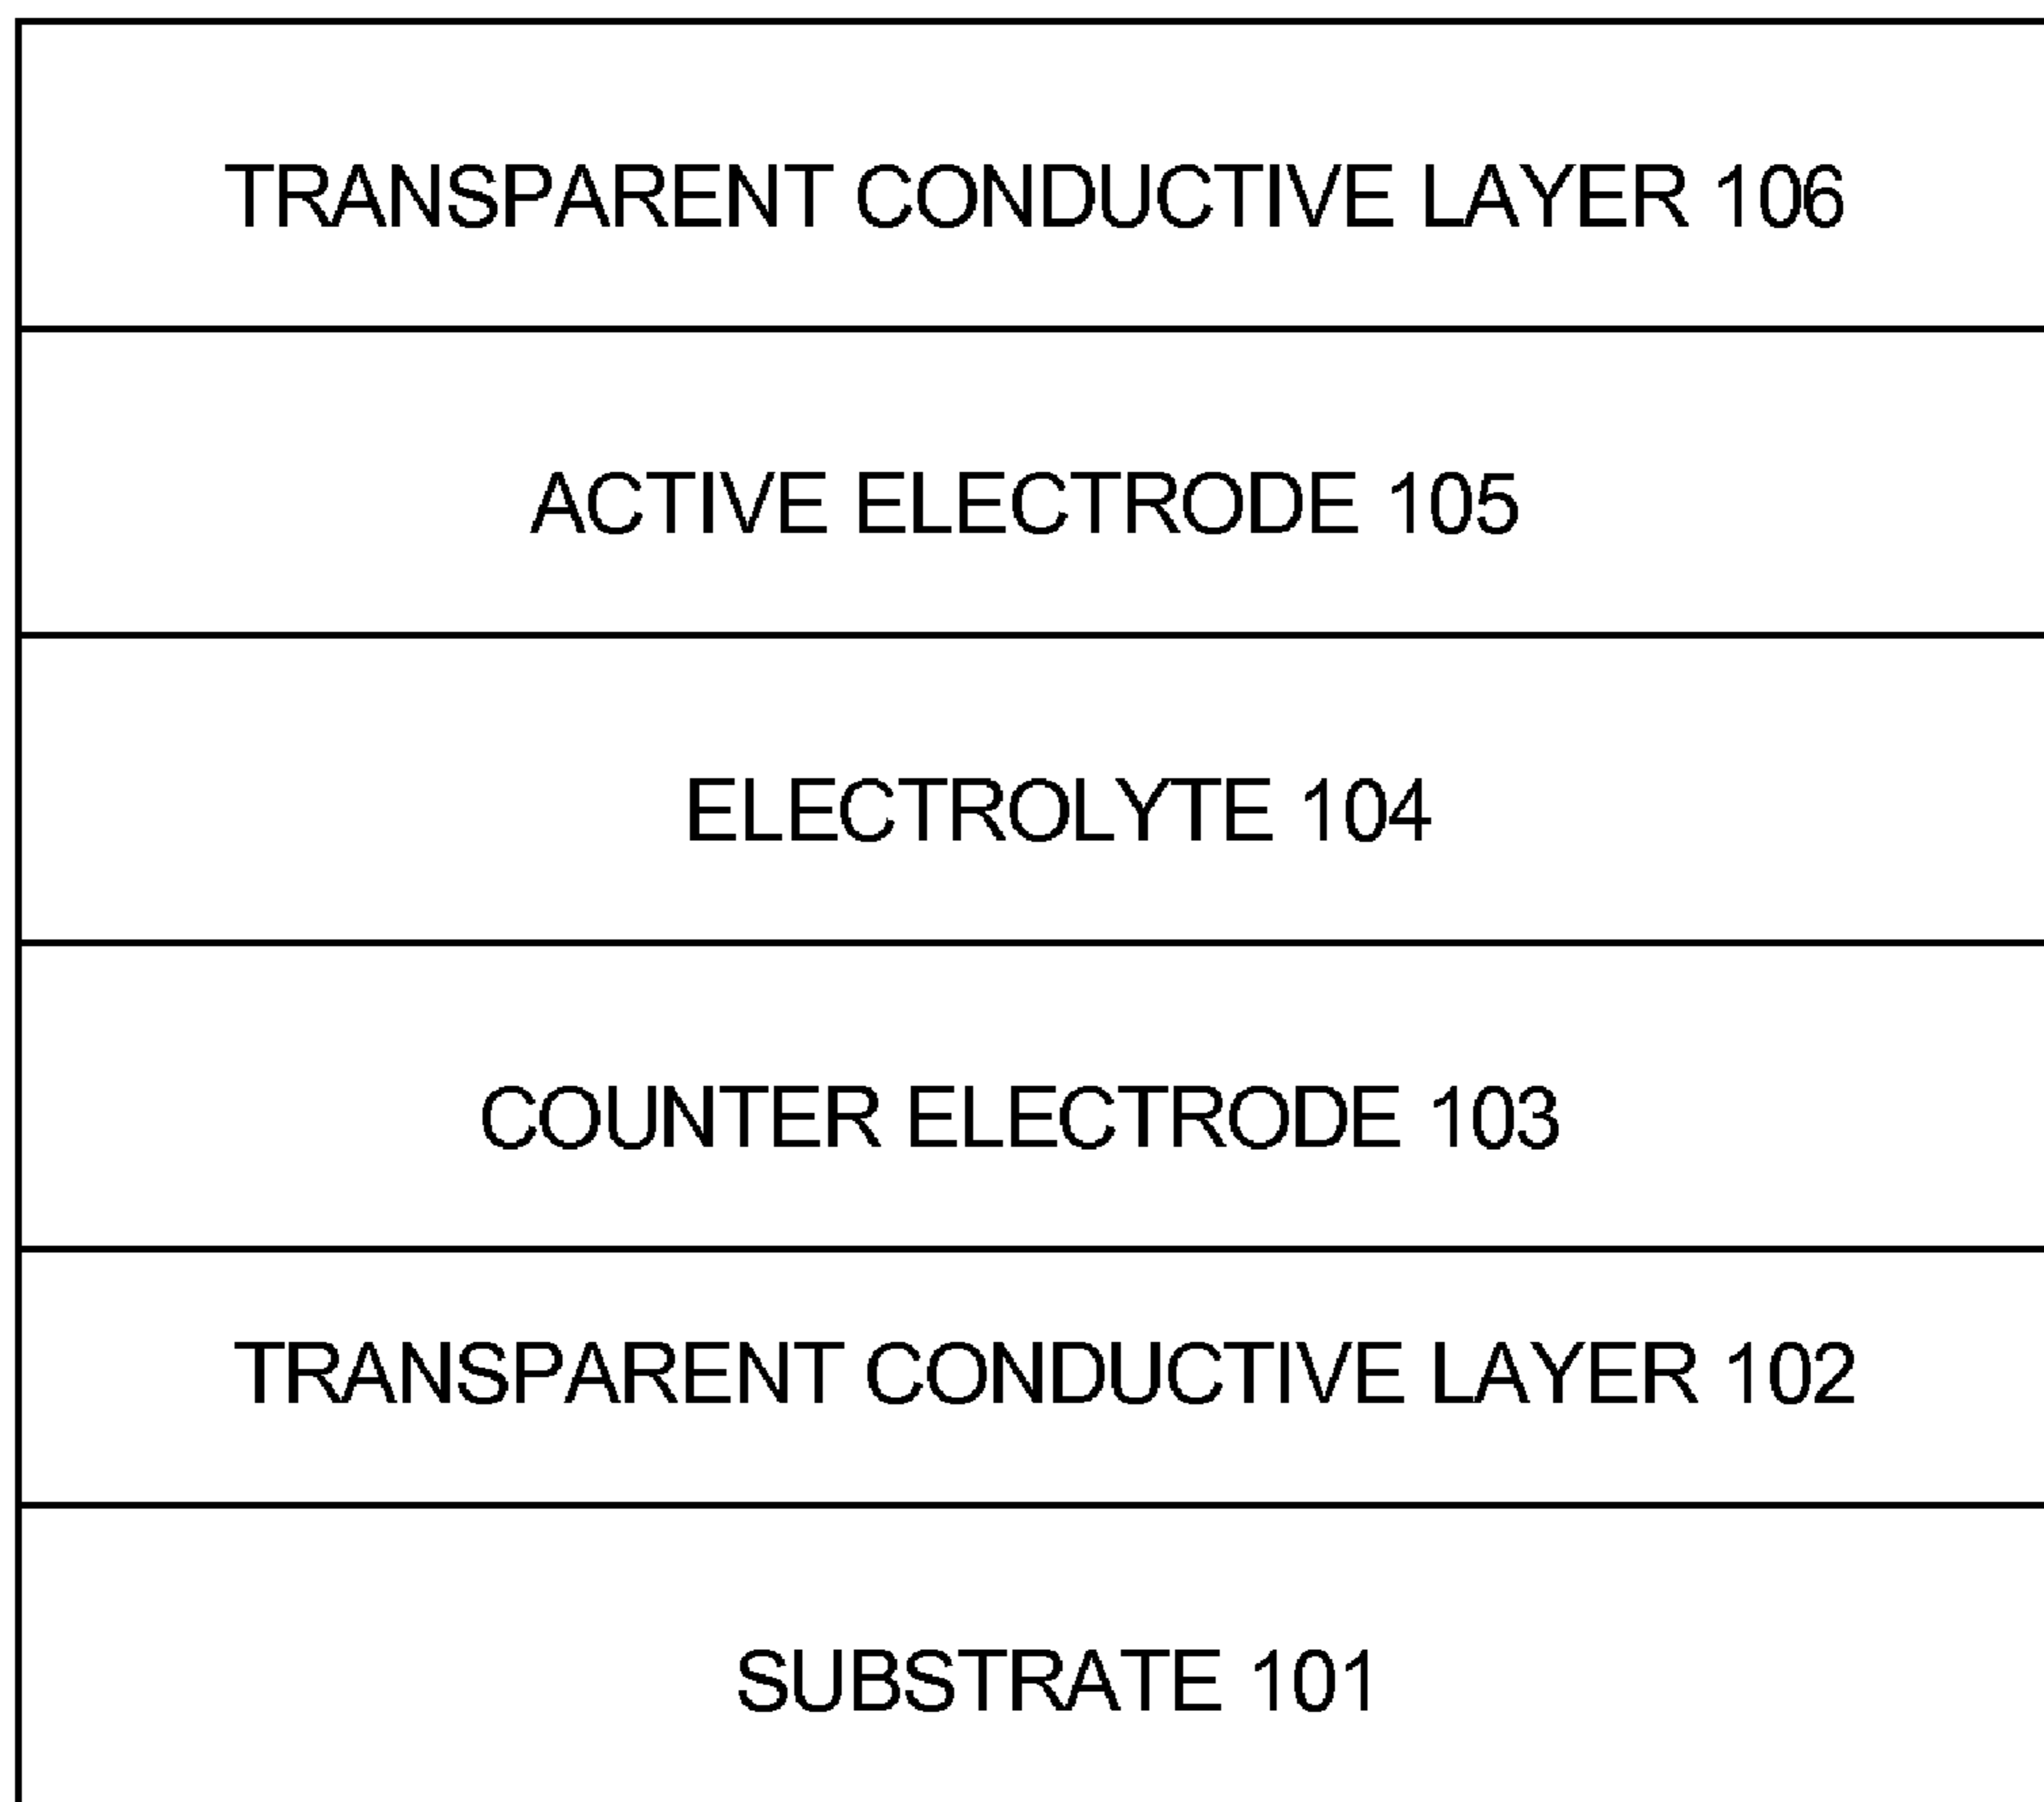 TRANSPARENT CONDUCTIVE LAYER 106
ACTIVE ELECTRODE 105
ELECTROLYTE 104
COUNTER ELECTRODE 103
TRANSPARENT CONDUCTIVE LAYER 102
SUBSTRATE 101